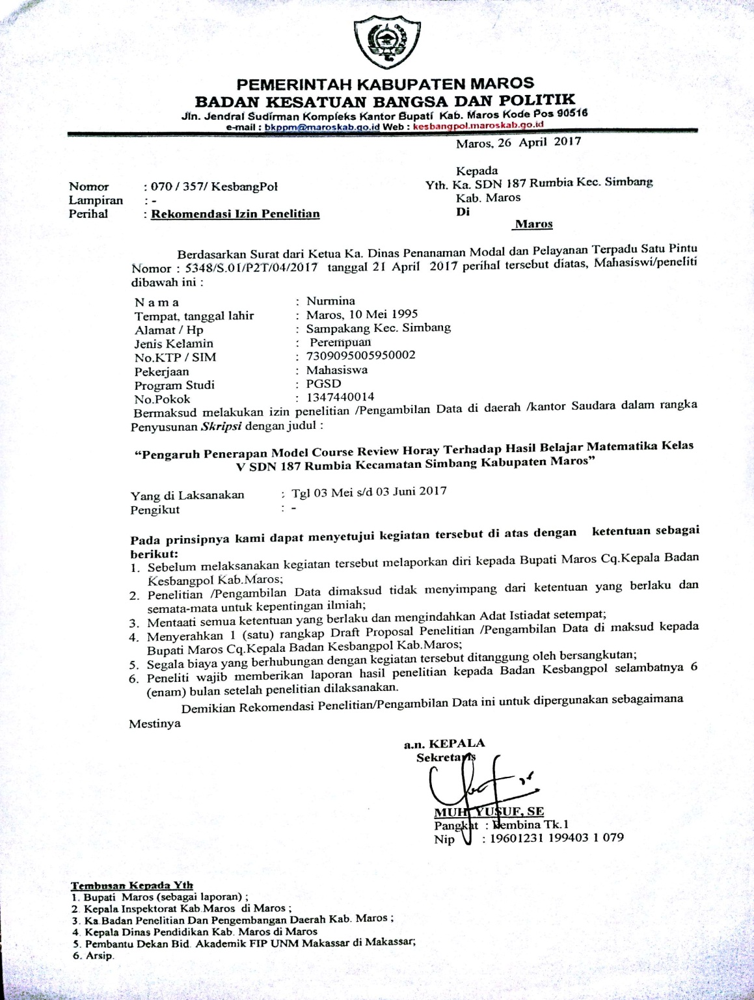 PEMERINTAH KABUPATEN MAROS
BADAN KESATUAN BANGSA DAN POLITIK
Jln. Jendral Sudirman Kompleks Kantor Bupati Kab. Maros Kode Pos 90516
e-mail : bkppm@maroskab.go.id Web : kesbangpol.maroskab.go.id
Maros, 26 April 2017
Kepada
Nomor : 070 / 357/ KesbangPol
Yth. Ka. SDN 187 Rumbia Kec. Simbang
Lampiran : -
Kab. Maros
Perihal : Rekomendasi Izin Penelitian
Di
Maros
Berdasarkan Surat dari Ketua Ka. Dinas Penanaman Modal dan Pelayanan Terpadu Satu Pintu
Nomor : 5348/S.01/P2T/04/2017 tanggal 21 April 2017 perihal tersebut diatas, Mahasiswi/peneliti
dibawah ini :
N a m a : Nurmina
Tempat, tanggal lahir : Maros, 10 Mei 1995
Alamat / Hp : Sampakang Kec. Simbang
Jenis Kelamin : Perempuan
No.KTP / SIM : 7309095005950002
Pekerjaan : Mahasiswa
Program Studi : PGSD
No.Pokok : 1347440014
Bermaksud melakukan izin penelitian /Pengambilan Data di daerah /kantor Saudara dalam rangka
Penyusunan Skripsi dengan judul :
“Pengaruh Penerapan Model Course Review Horay Terhadap Hasil Belajar Matematika Kelas
V SDN 187 Rumbia Kecamatan Simbang Kabupaten Maros”
Yang di Laksanakan : Tgl 03 Mei s/d 03 Juni 2017
Pengikut : -
Pada prinsipnya kami dapat menyetujui kegiatan tersebut di atas dengan ketentuan sebagai
berikut:
1. Sebelum melaksanakan kegiatan tersebut melaporkan diri kepada Bupati Maros Cq.Kepala Badan
Kesbangpol Kab.Maros;
2. Penelitian /Pengambilan Data dimaksud tidak menyimpang dari ketentuan yang berlaku dan
semata-mata untuk kepentingan ilmiah;
3. Mentaati semua ketentuan yang berlaku dan mengindahkan Adat Istiadat setempat;
4. Menyerahkan 1 (satu) rangkap Draft Proposal Penelitian /Pengambilan Data di maksud kepada
Bupati Maros Cq.Kepala Badan Kesbangpol Kab.Maros;
5. Segala biaya yang berhubungan dengan kegiatan tersebut ditanggung oleh bersangkutan;
6. Peneliti wajib memberikan laporan hasil penelitian kepada Badan Kesbangpol selambatnya 6
(enam) bulan setelah penelitian dilaksanakan.
Demikian Rekomendasi Penelitian/Pengambilan Data ini untuk dipergunakan sebagaimana
Mestinya
a.n. KEPALA
Sekretaris
MUH. YUSUF, SE
Pangkat : Pembina Tk.1
Nip : 19601231 199403 1 079
Tembusan Kepada Yth
1. Bupati Maros (sebagai laporan) ;
2. Kepala Inspektorat Kab.Maros di Maros ;
3. Ka.Badan Penelitian Dan Pengembangan Daerah Kab. Maros ;
4. Kepala Dinas Pendidikan Kab. Maros di Maros
5. Pembantu Dekan Bid. Akademik FIP UNM Makassar di Makassar;
6. Arsip.